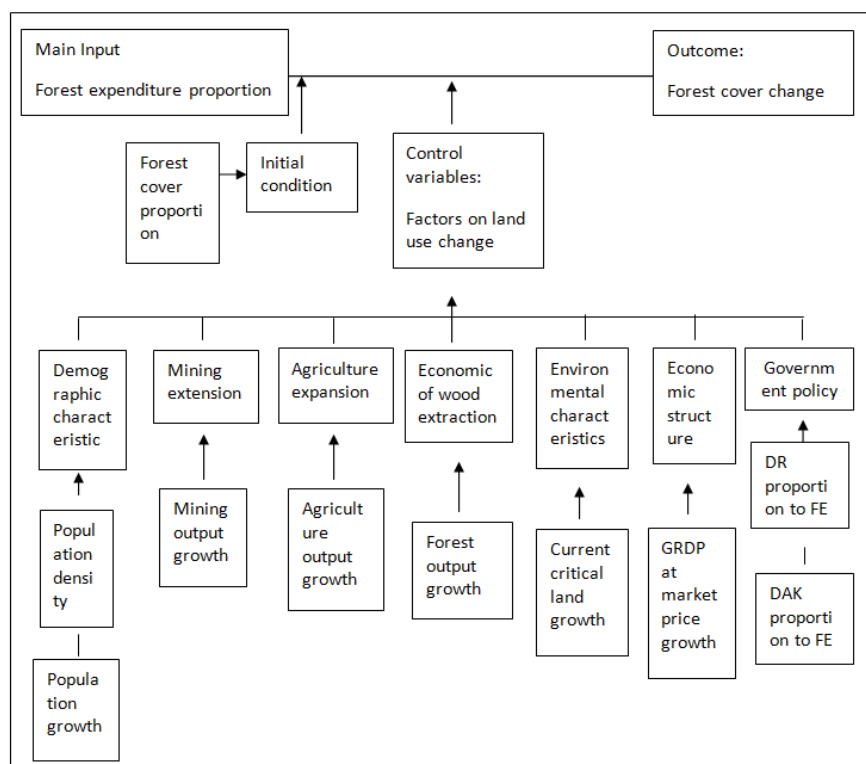 Main Input
Forest expenditure proportion
Outcome:
Forest cover change
Forest
cover
proporti
on
Initial
condition
Control
variables:
Factors on land
use change
Demog
raphic
charact
eristic
Mining
extension
Agriculture
expansion
Economic
of wood
extraction
Environ
mental
charact
eristics
Econo
mic
struct
ure
Governm
ent policy
Popul
ation
density
Popula
tion
growth
Mining
output
growth
Agricult
ure
output
growth
Forest
output
growth
Current
critical
land
growth
GRDP
at
market
price
growth
DR
proporti
on to FE
DAK
proporti
on to FE